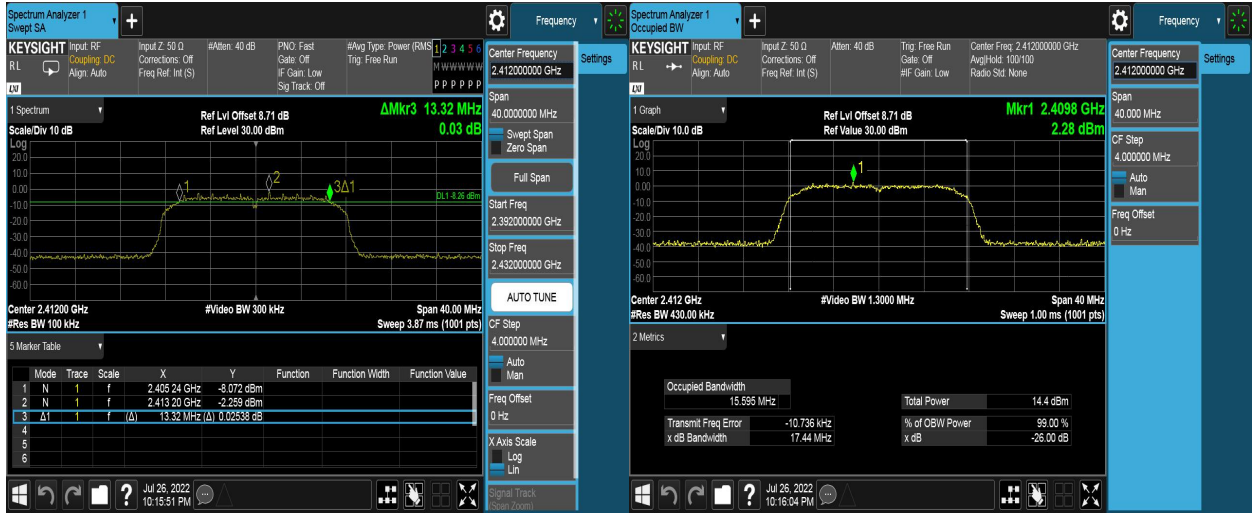 Spectrum Analyzer 1
Swept SA
Frequency
KEYSIGHT
RL
LXI
Input: RF
Coupling: DC
Align: Auto
Input Z: 50 Ω
Corrections: Off
Freq Ref: Int (S)
#Atten: 40 dB
PNO: Fast
Gate: Off
IF Gain: Low
Sig Track: Off
#Avg Type: Power (RMS
Trig: Free Run
1 2 3 4 5 6
M W W W W W
P P P P P P
1 Spectrum
Scale/Div 10 dB
Ref Lvl Offset 8.71 dB
Ref Level 30.00 dBm
ΔMkr3 13.32 MHz
0.03 dB
Log
20.0
10.0
0.00
-10.0
-20.0
-30.0
-40.0
-50.0
-60.0
1
2
3Δ1
DL1 -8.26 dBm
Center 2.41200 GHz
#Res BW 100 kHz
#Video BW 300 kHz
Span 40.00 MHz
Sweep 3.87 ms (1001 pts)
5 Marker Table
Mode Trace Scale X Y Function Function Width Function Value
1 N 1 f 2.405 24 GHz -8.072 dBm
2 N 1 f 2.413 20 GHz -2.259 dBm
3 Δ1 1 f (Δ) 13.32 MHz (Δ) 0.02538 dB
4
5
6
Jul 26, 2022
10:15:51 PM
Center Frequency
2.412000000 GHz
Settings
Span
40.0000000 MHz
Swept Span
Zero Span
Full Span
Start Freq
2.392000000 GHz
Stop Freq
2.432000000 GHz
AUTO TUNE
CF Step
4.000000 MHz
Auto
Man
Freq Offset
0 Hz
X Axis Scale
Log
Lin
Signal Track
(Span Zoom)
Spectrum Analyzer 1
Occupied BW
Frequency
KEYSIGHT
RL
LXI
Input: RF
Coupling: DC
Align: Auto
Input Z: 50 Ω
Corrections: Off
Freq Ref: Int (S)
Atten: 40 dB
Trig: Free Run
Gate: Off
#IF Gain: Low
Center Freq: 2.412000000 GHz
Avg|Hold: 100/100
Radio Std: None
1 Graph
Scale/Div 10.0 dB
Ref Lvl Offset 8.71 dB
Ref Value 30.00 dBm
Mkr1 2.4098 GHz
2.28 dBm
Log
20.0
10.0
0.00
-10.0
-20.0
-30.0
-40.0
-50.0
-60.0
1
Center 2.412 GHz
#Res BW 430.00 kHz
#Video BW 1.3000 MHz
Span 40 MHz
Sweep 1.00 ms (1001 pts)
2 Metrics
Occupied Bandwidth
15.595 MHz
Total Power 14.4 dBm
Transmit Freq Error -10.736 kHz
% of OBW Power 99.00 %
x dB Bandwidth 17.44 MHz
x dB -26.00 dB
Jul 26, 2022
10:16:04 PM
Center Frequency
2.412000000 GHz
Settings
Span
40.000 MHz
CF Step
4.000000 MHz
Auto
Man
Freq Offset
0 Hz